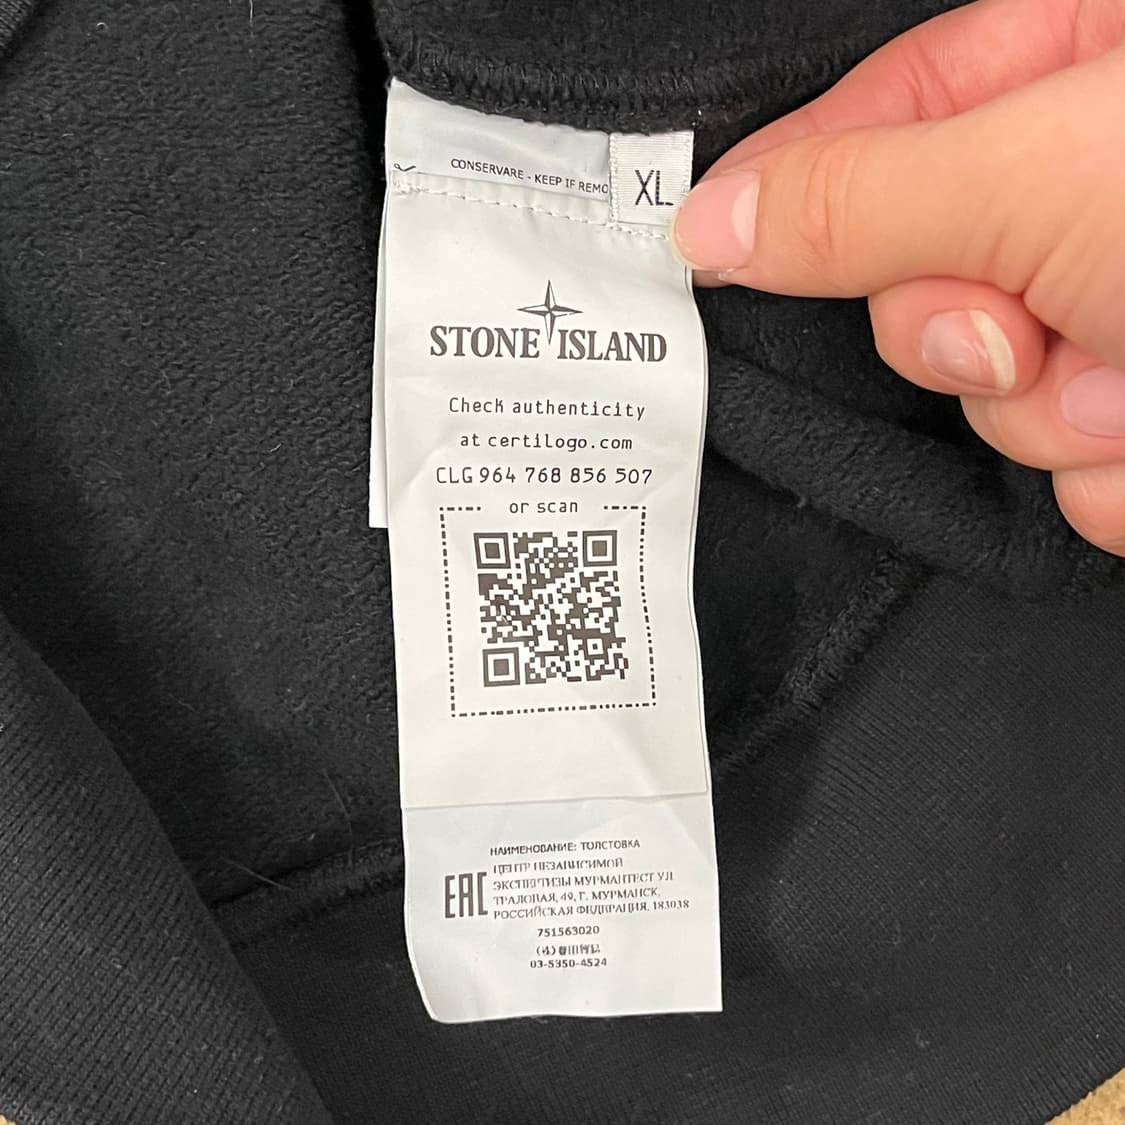 CONSERVARE - KEEP IF REMO
XL
STONE ISLAND
Check authenticity
at certilogo.com
CLG 964 768 856 507
or scan
НАИМЕНОВАНИЕ: ТОЛСТОВКА
ЦЕНТР НЕЗАВИСИМОЙ
ЭКСПЕРТИЗЫ МУРМАНТЕСТ УЛ
ТРАЛОВАЯ, 49, Г. МУРМАНСК,
РОССИЙСКАЯ ФЕДЕРАЦИЯ, 183038
EAC
751563020
03-5350-4524